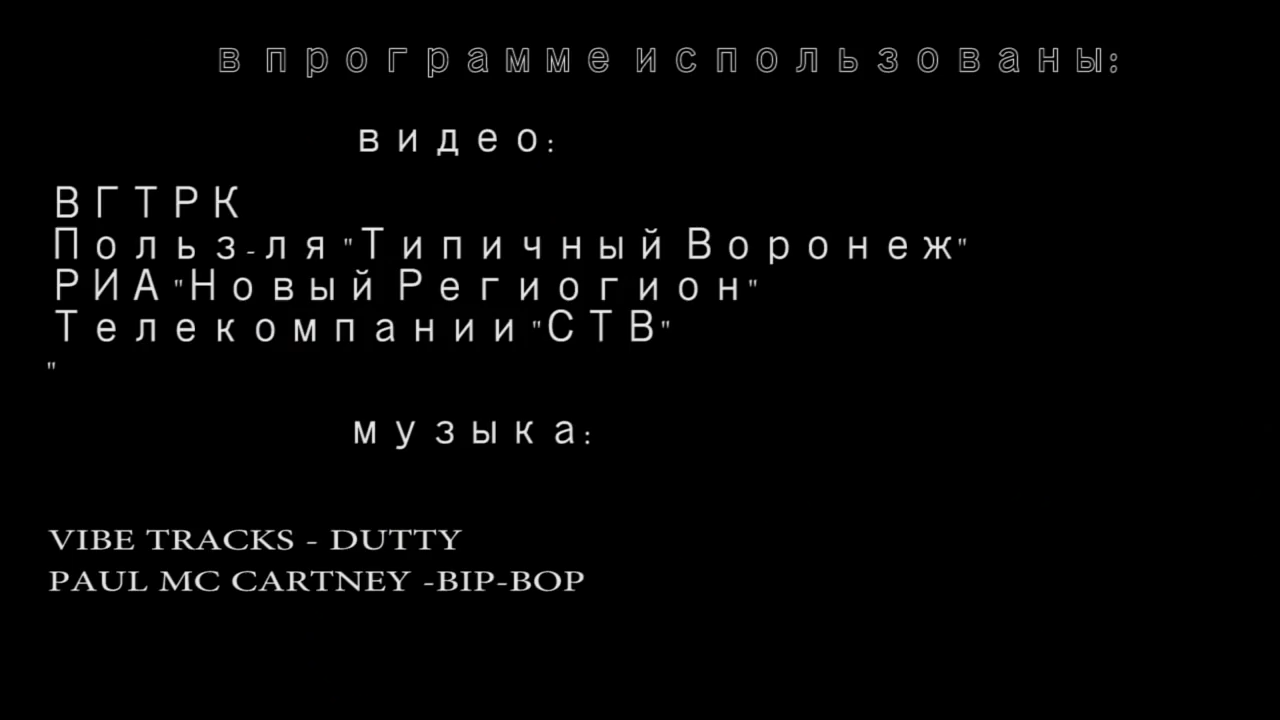 в программе использованы:
видео:
ВГТРК
Польз-ля "Типичный Воронеж"
РИА "Новый Региогион"
Телекомпании "СТВ"
"
музыка:
VIBE TRACKS - DUTTY
PAUL MC CARTNEY -BIP-BOP